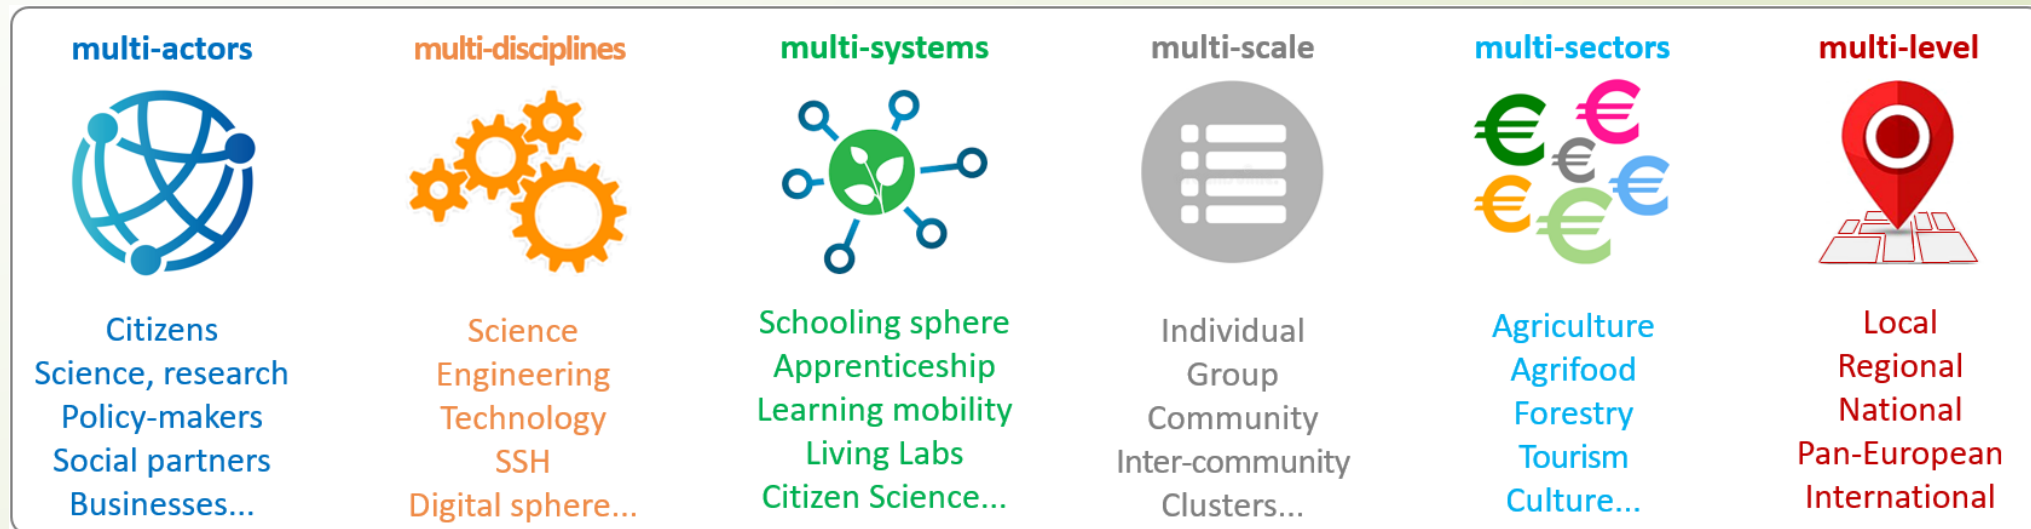 multi-actors
Citizens
Science, research
Policy-makers
Social partners
Businesses...
multi-disciplines
Science
Engineering
Technology
SSH
Digital sphere...
multi-systems
Schooling sphere
Apprenticeship
Learning mobility
Living Labs
Citizen Science...
multi-scale
Individual
Group
Community
Inter-community
Clusters...
multi-sectors
€
€
€
€
€
€
Agriculture
Agrifood
Forestry
Tourism
Culture...
multi-level
Local
Regional
National
Pan-European
International